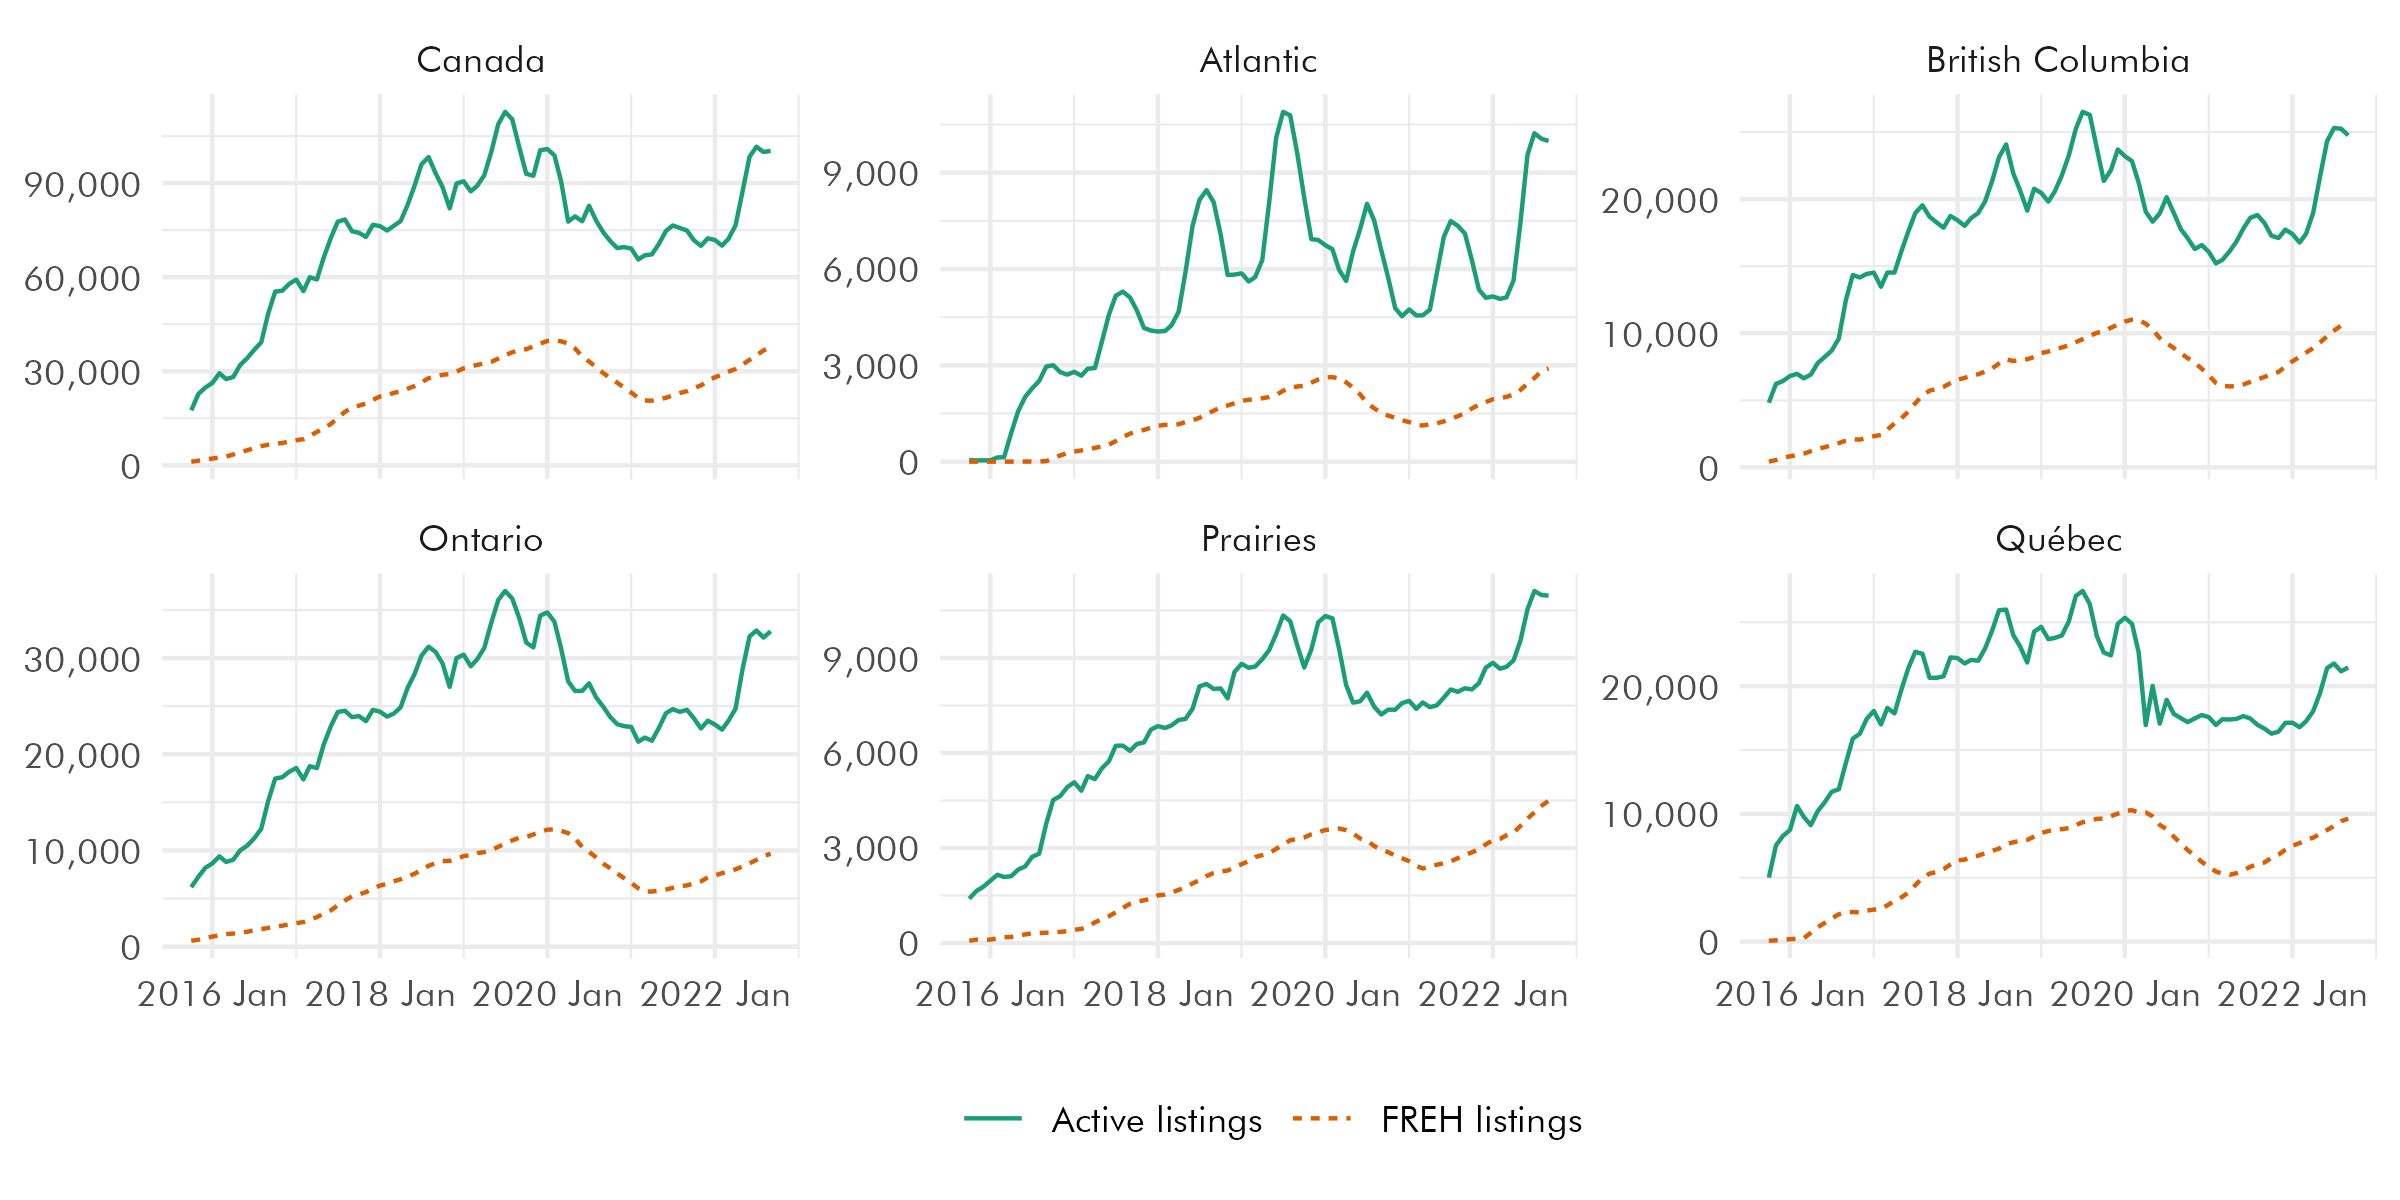 Canada
Atlantic
British Columbia
90,000
60,000
30,000
0
9,000
6,000
3,000
0
20,000
10,000
0
Ontario
Prairies
Québec
30,000
20,000
10,000
0
9,000
6,000
3,000
0
20,000
10,000
0
2016 Jan 2018 Jan 2020 Jan 2022 Jan
2016 Jan 2018 Jan 2020 Jan 2022 Jan
2016 Jan 2018 Jan 2020 Jan 2022 Jan
Active listings
FREH listings